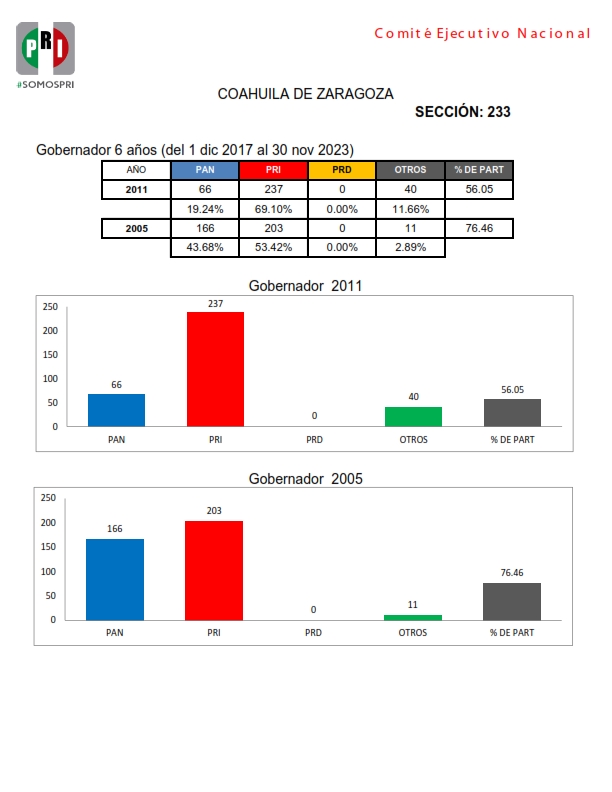 Comité Ejecutivo Nacional
PRI
#SOMOSPRI
COAHUILA DE ZARAGOZA
SECCIÓN: 233
Gobernador 6 años (del 1 dic 2017 al 30 nov 2023)
AÑO PAN PRI PRD OTROS % DE PART
2011 66 237 0 40 56.05
19.24% 69.10% 0.00% 11.66%
2005 166 203 0 11 76.46
43.68% 53.42% 0.00% 2.89%
Gobernador 2011
250
200
150
100
50
0
66
237
0
40
56.05
PAN PRI PRD OTROS % DE PART
Gobernador 2005
250
200
150
100
50
0
166
203
0
11
76.46
PAN PRI PRD OTROS % DE PART